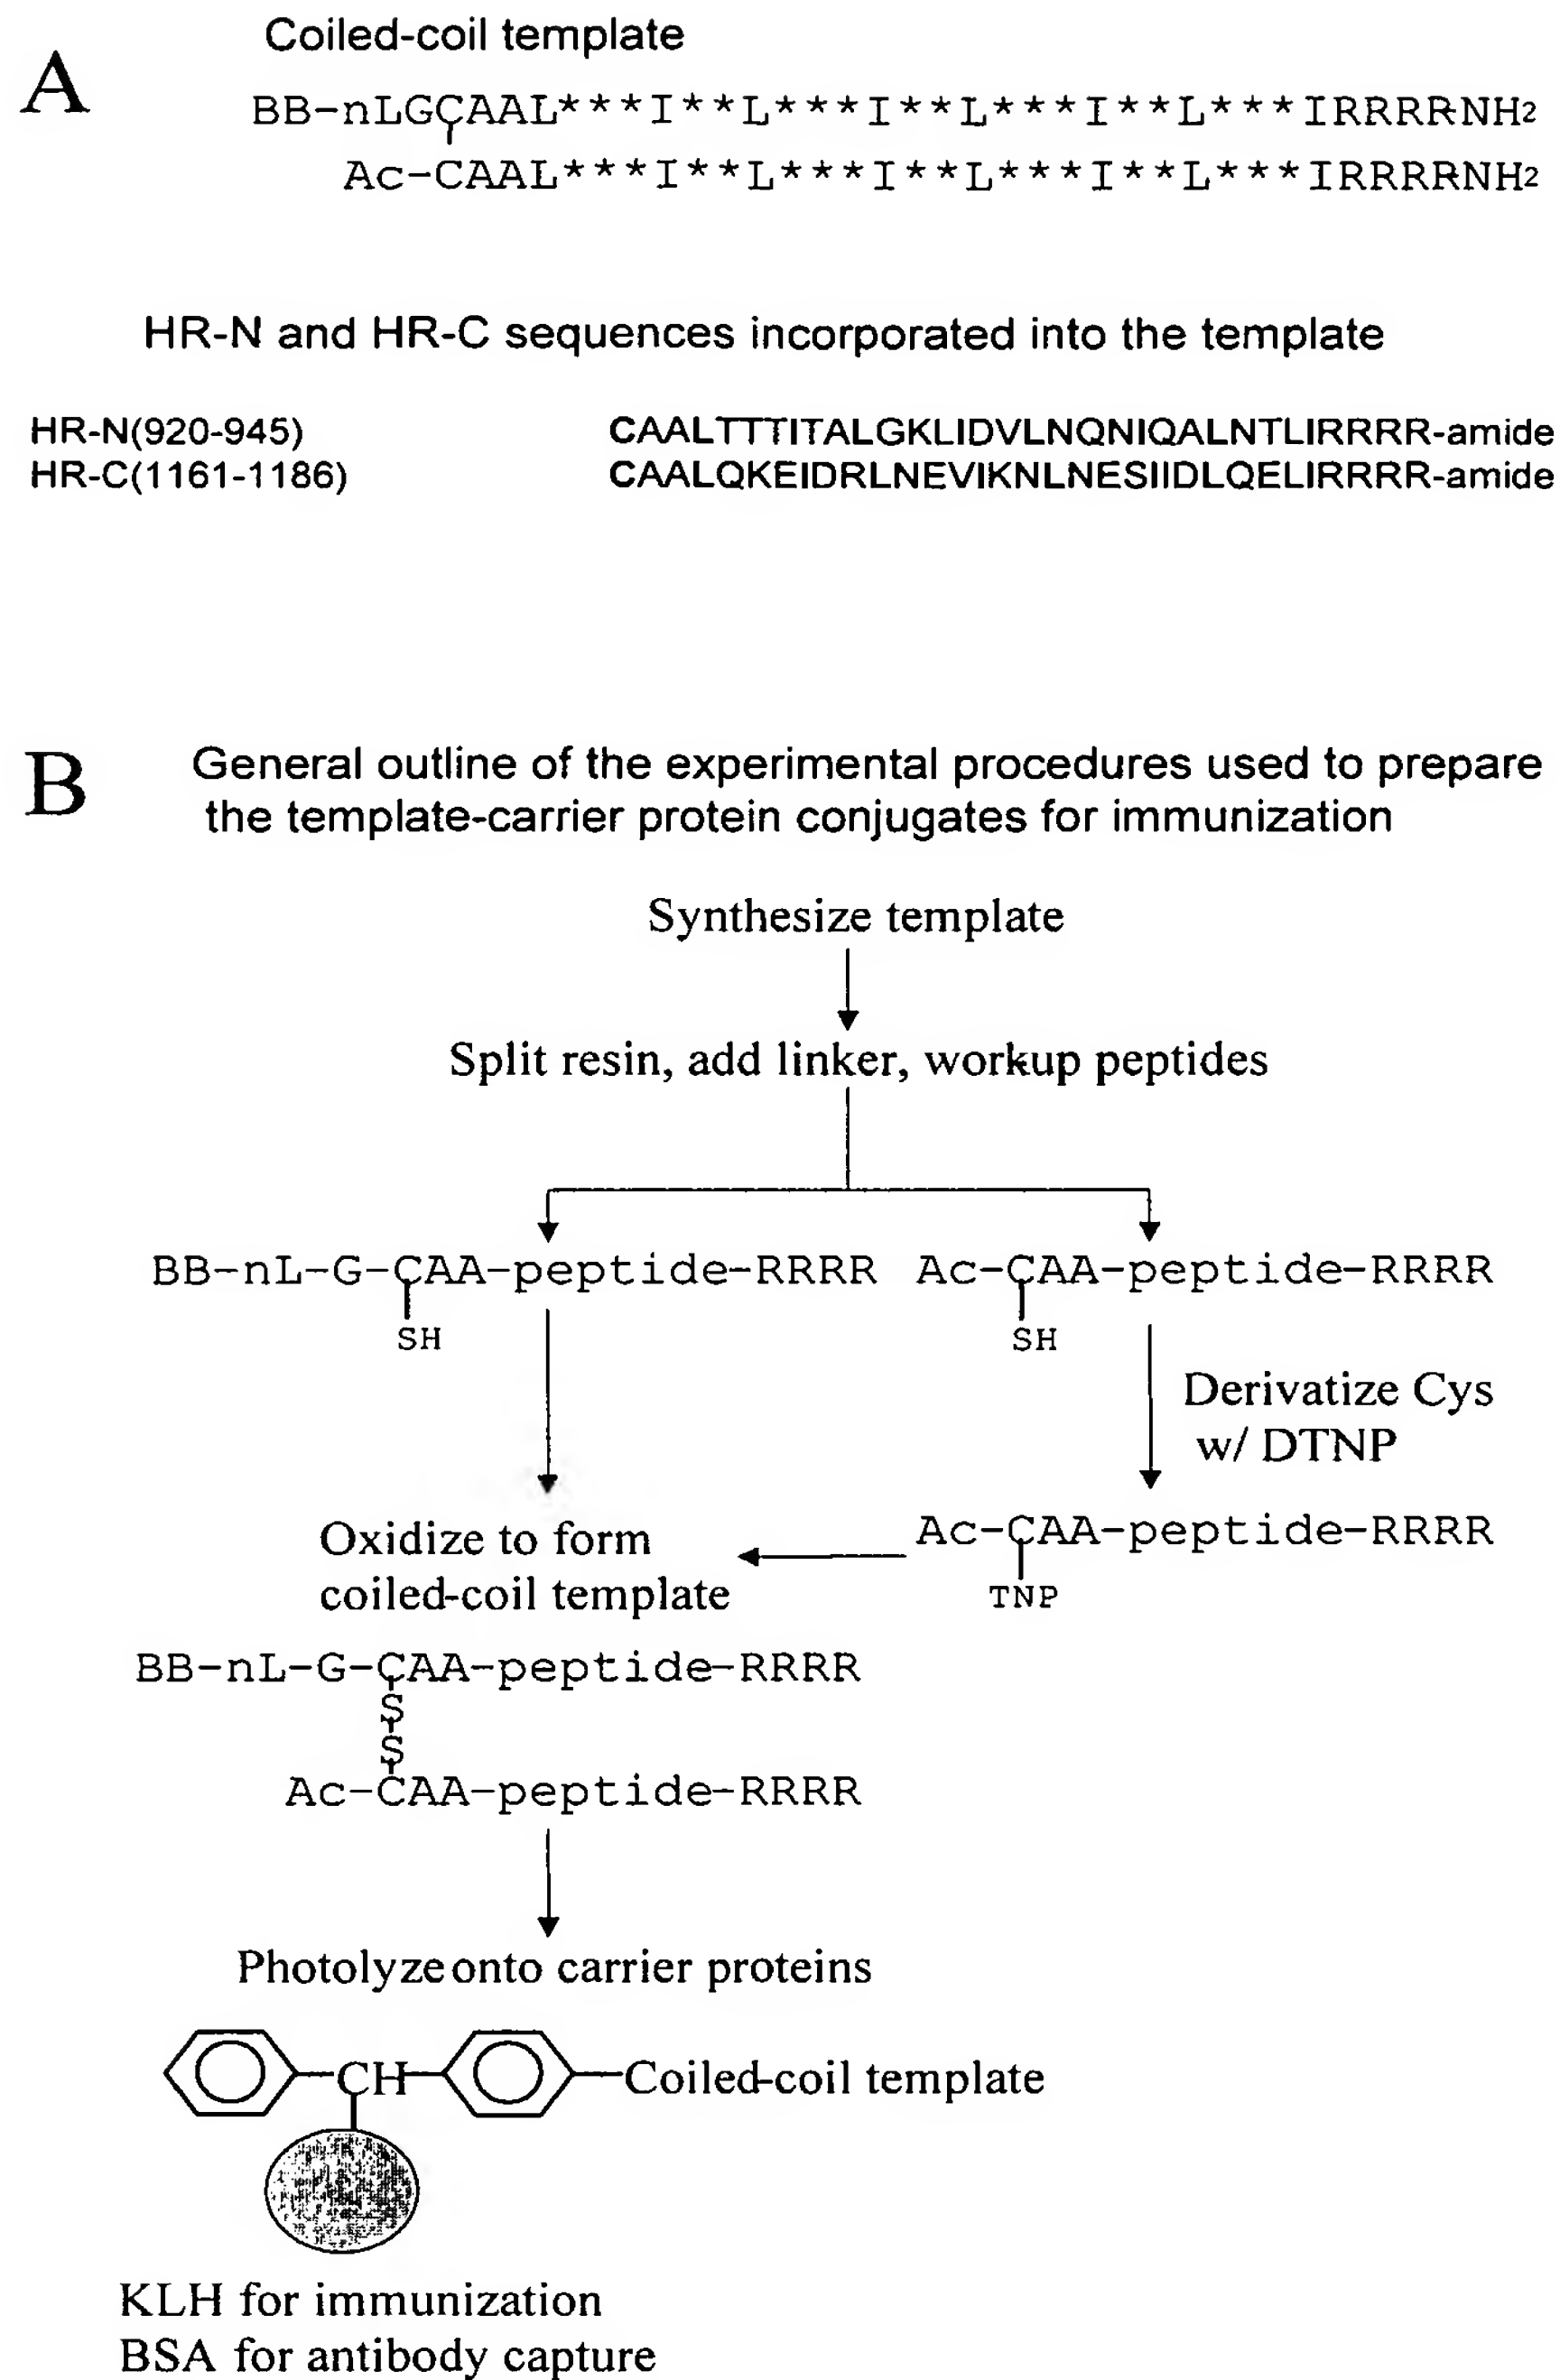 A
Coiled-coil template
BB-nLGCAAL***I**L***I**L***I**L***IRRRR-NH2
Ac-CAAL***I**L***I**L***I**L***IRRRR-NH2
HR-N and HR-C sequences incorporated into the template
HR-N(920-945) CAALTTTITALGKLIDVLNQNIQALNTLIRRRR-amide
HR-C(1161-1186) CAALQKEIDRLNEVIKNLNESIIDLQELIRRRR-amide
B
General outline of the experimental procedures used to prepare
the template-carrier protein conjugates for immunization
Synthesize template
Split resin, add linker, workup peptides
BB-nL-G-CAA-peptide-RRRR Ac-CAA-peptide-RRRR
SH SH
Derivatize Cys
w/ DTNP
Oxidize to form
coiled-coil template
Ac-CAA-peptide-RRRR
TNP
BB-nL-G-CAA-peptide-RRRR
S
S
Ac-CAA-peptide-RRRR
Photolyze onto carrier proteins
CH Coiled-coil template
KLH for immunization
BSA for antibody capture